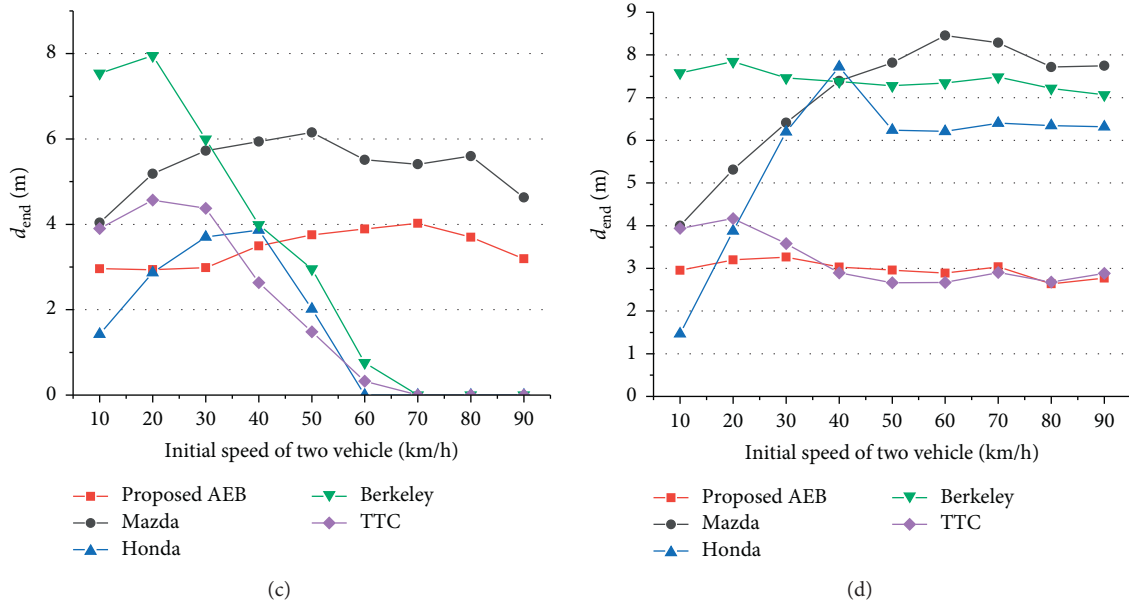 8
6
4
2
0
d_end (m)
10 20 30 40 50 60 70 80 90
Initial speed of two vehicle (km/h)
Proposed AEB
Mazda
Honda
Berkeley
TTC
(c)
9
8
7
6
5
4
3
2
1
0
d_end (m)
10 20 30 40 50 60 70 80 90
Initial speed of two vehicle (km/h)
Proposed AEB
Mazda
Honda
Berkeley
TTC
(d)